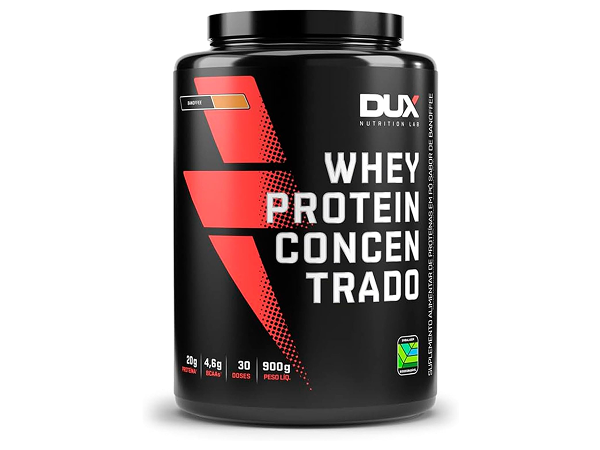 BANOFFEE
DUX
NUTRITION LAB
WHEY
PROTEIN
CONCEN
TRADO
20g
PROTEÍNA
4,6g
BCAAs
30
DOSES
900g
PESO LÍQ.
SUPLEMENTO ALIMENTAR DE PROTEÍNAS EM PÓ SABOR DE BANOFFEE